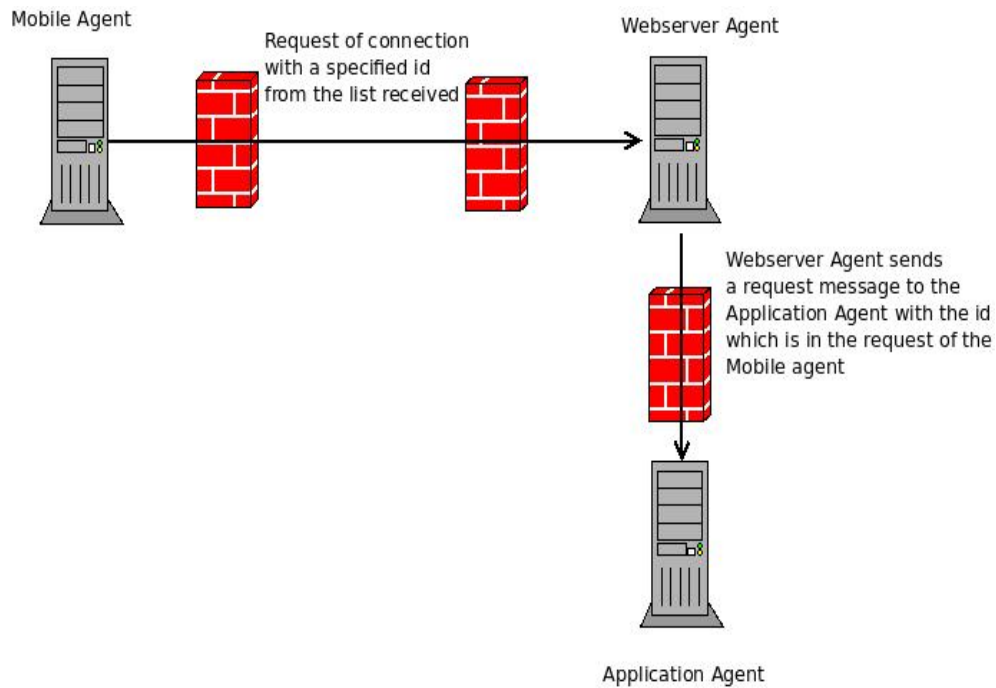 Mobile Agent
Webserver Agent
Request of connection
with a specified id
from the list received
Webserver Agent sends
a request message to the
Application Agent with the id
which is in the request of the
Mobile agent
Application Agent